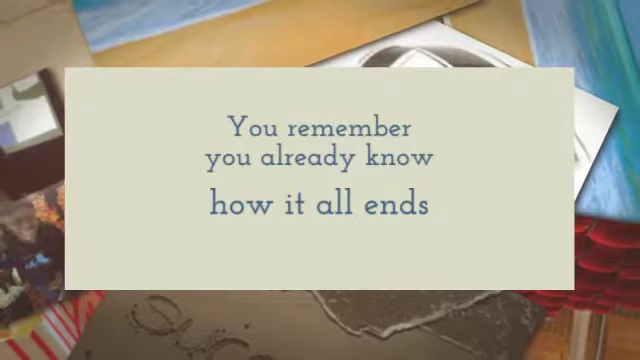 You remember
you already know
how it all ends